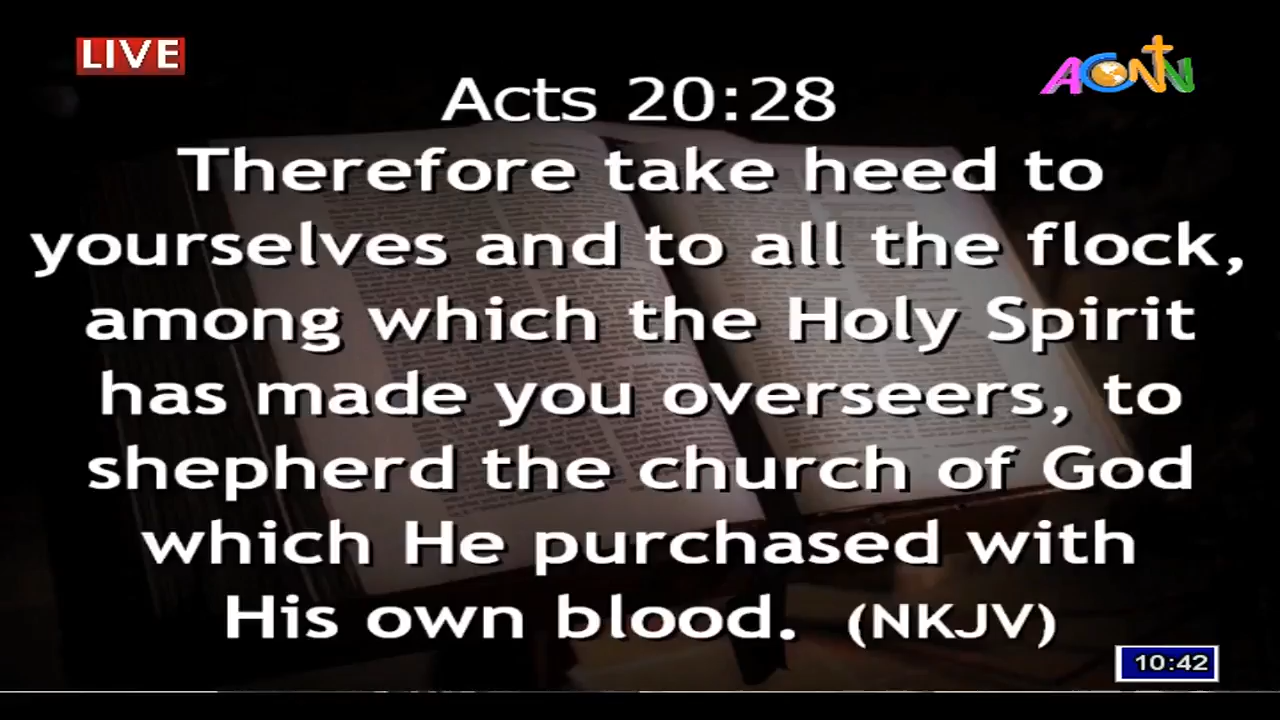 LIVE
ACNN
Acts 20:28
Therefore take heed to
yourselves and to all the flock,
among which the Holy Spirit
has made you overseers, to
shepherd the church of God
which He purchased with
His own blood. (NKJV)
10:42